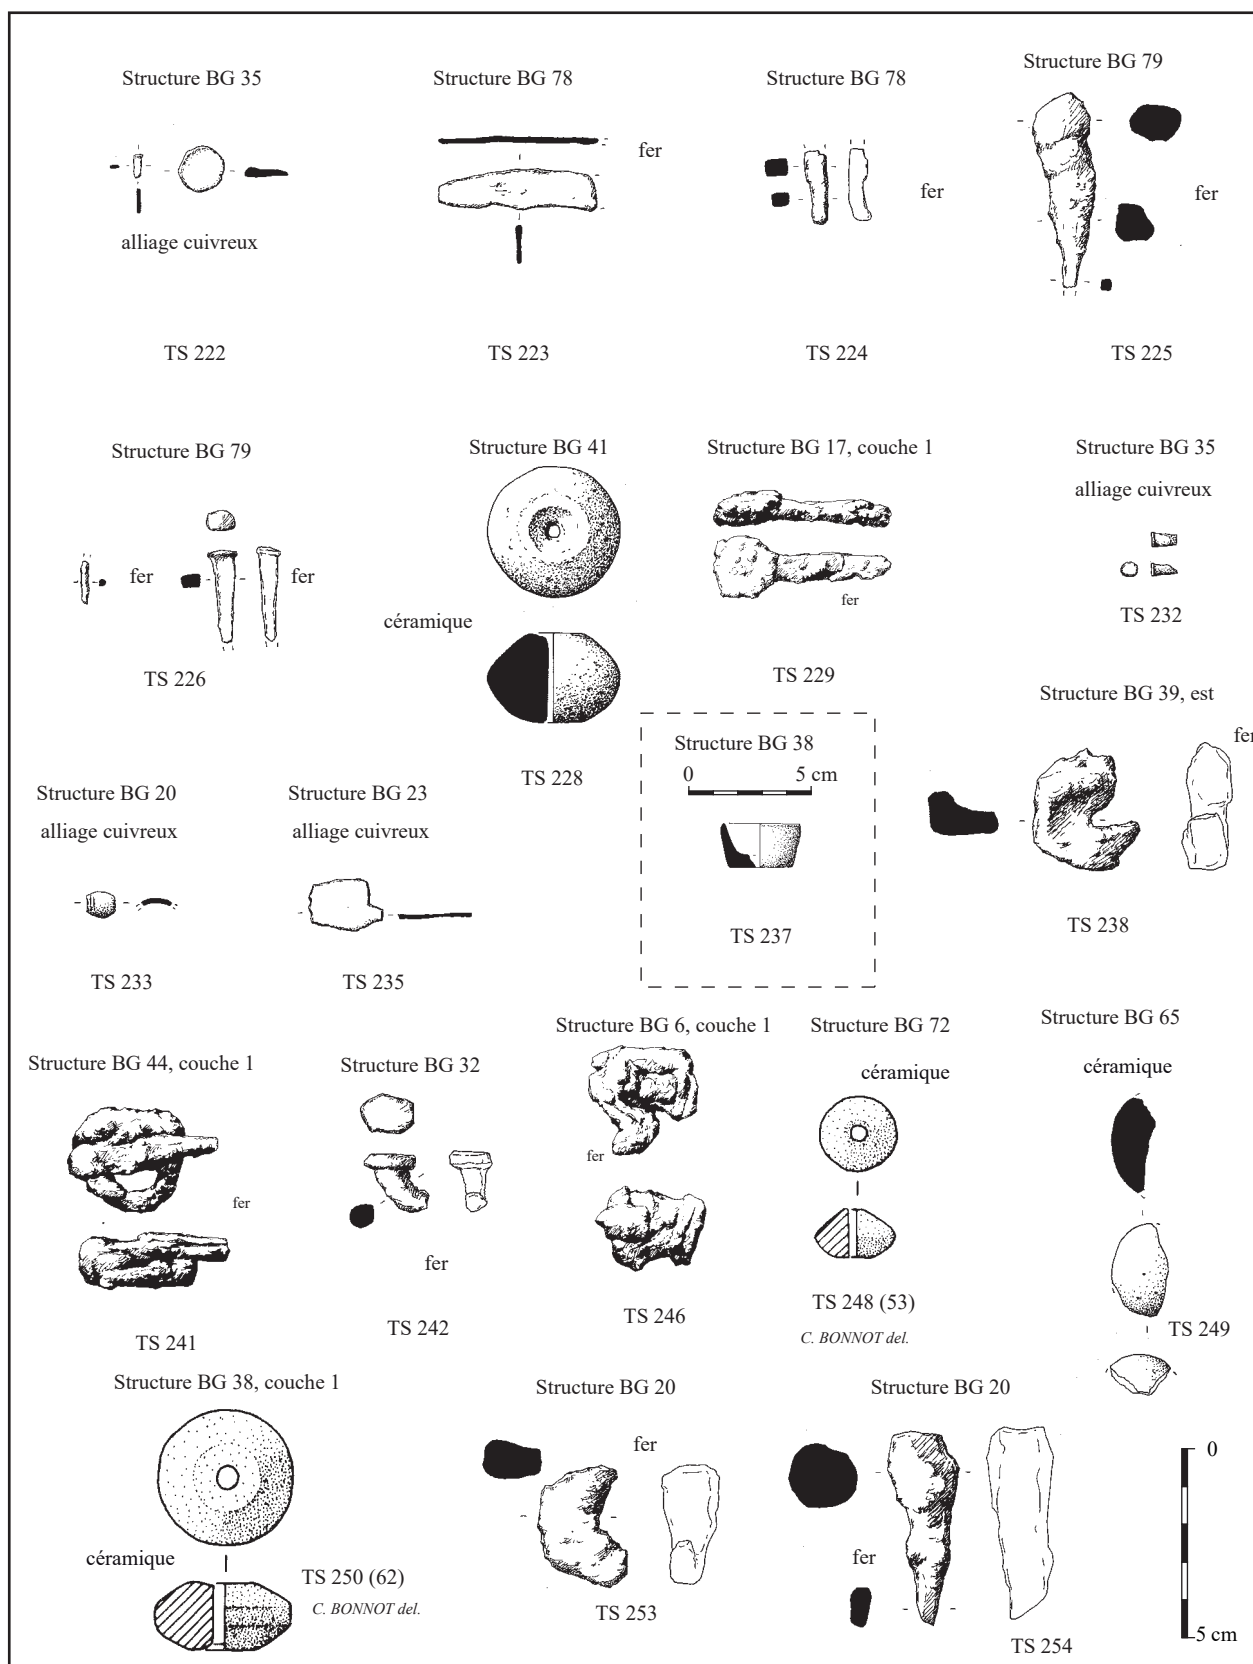 Structure BG 35
alliage cuivreux
TS 222
Structure BG 78
fer
TS 223
Structure BG 78
fer
TS 224
Structure BG 79
fer
TS 225
Structure BG 79
fer
fer
TS 226
Structure BG 41
céramique
TS 228
Structure BG 17, couche 1
fer
TS 229
Structure BG 35
alliage cuivreux
TS 232
Structure BG 20
alliage cuivreux
TS 233
Structure BG 23
alliage cuivreux
TS 235
Structure BG 38
0 5 cm
TS 237
Structure BG 39, est
fer
TS 238
Structure BG 44, couche 1
fer
TS 241
Structure BG 32
fer
TS 242
Structure BG 6, couche 1
fer
TS 246
Structure BG 72
céramique
TS 248 (53)
C. BONNOT del.
Structure BG 65
céramique
TS 249
Structure BG 38, couche 1
céramique
TS 250 (62)
C. BONNOT del.
Structure BG 20
fer
TS 253
Structure BG 20
fer
TS 254
0
5 cm